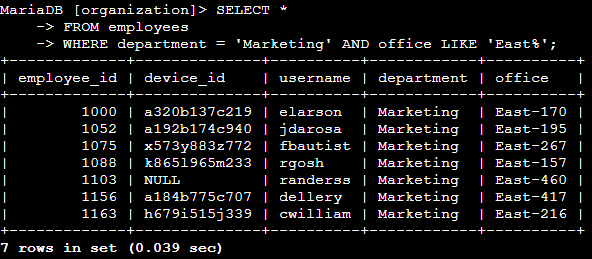 MariaDB [organization]> SELECT *
    -> FROM employees
    -> WHERE department = 'Marketing' AND office LIKE 'East%';
+-------------+--------------+----------+------------+----------+
| employee_id | device_id    | username | department | office   |
+-------------+--------------+----------+------------+----------+
|        1000 | a320b137c219 | elarson  | Marketing  | East-170 |
|        1052 | a192b174c940 | jdarosa  | Marketing  | East-195 |
|        1075 | x573y883z772 | fbautist | Marketing  | East-267 |
|        1088 | k865l965m233 | rgosh    | Marketing  | East-157 |
|        1103 | NULL         | randerss | Marketing  | East-460 |
|        1156 | a184b775c707 | dellery  | Marketing  | East-417 |
|        1163 | h679i515j339 | cwilliam | Marketing  | East-216 |
+-------------+--------------+----------+------------+----------+
7 rows in set (0.039 sec)